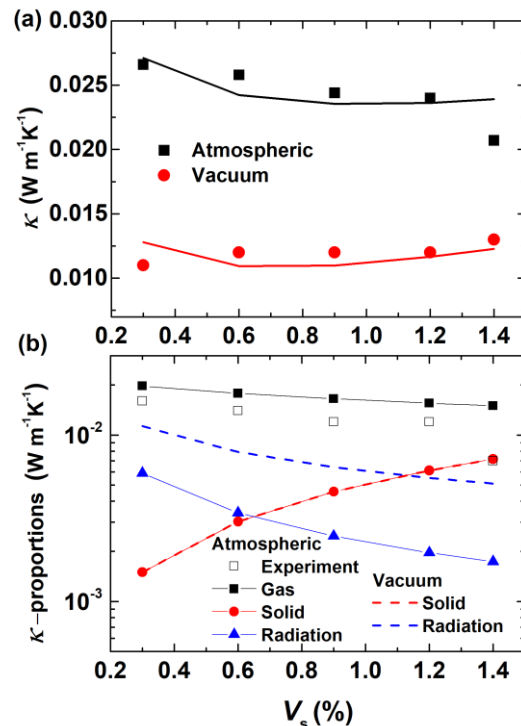 (a)
0.030
0.025
0.020
0.015
0.010
κ (W m⁻¹K⁻¹)
Atmospheric
Vacuum
0.2 0.4 0.6 0.8 1.0 1.2 1.4
(b)
10⁻²
10⁻³
κ–proportions (W m⁻¹K⁻¹)
Atmospheric
Experiment
Gas
Solid
Radiation
Vacuum
Solid
Radiation
0.2 0.4 0.6 0.8 1.0 1.2 1.4
Vₛ(%)